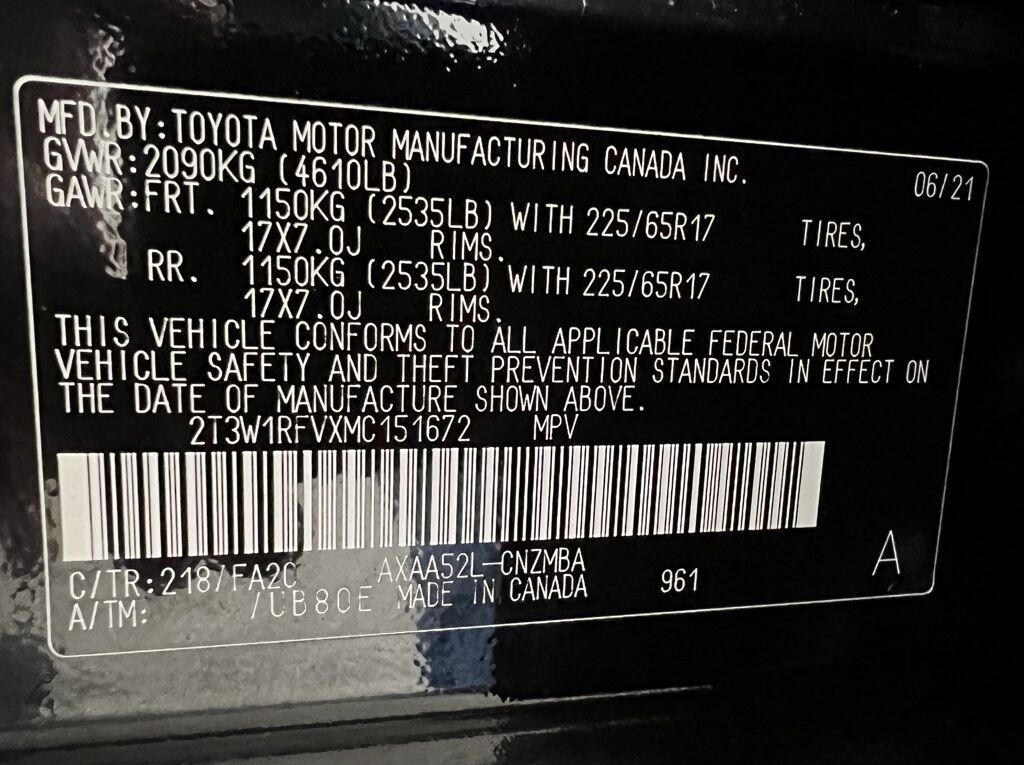 MFD.BY:TOYOTA MOTOR MANUFACTURING CANADA INC. 06/21
GVWR:2090KG (4610LB)
GAWR:FRT. 1150KG (2535LB) WITH 225/65R17 TIRES,
17X7.0J RIMS.
RR. 1150KG (2535LB) WITH 225/65R17 TIRES,
17X7.0J RIMS.
THIS VEHICLE CONFORMS TO ALL APPLICABLE FEDERAL MOTOR
VEHICLE SAFETY AND THEFT PREVENTION STANDARDS IN EFFECT ON
THE DATE OF MANUFACTURE SHOWN ABOVE.
2T3W1RFVXMC151672 MPV
C/TR:218/FA20 AXAA52L-CNZMBA
A/TM: /UB80E MADE IN CANADA 961 A